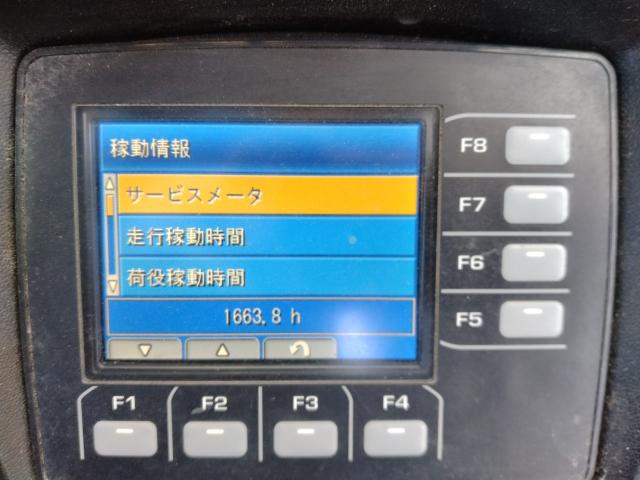 稼動情報
サービスメータ
走行稼動時間
荷役稼動時間
1663.8 h
F8
F7
F6
F5
F1 F2 F3 F4